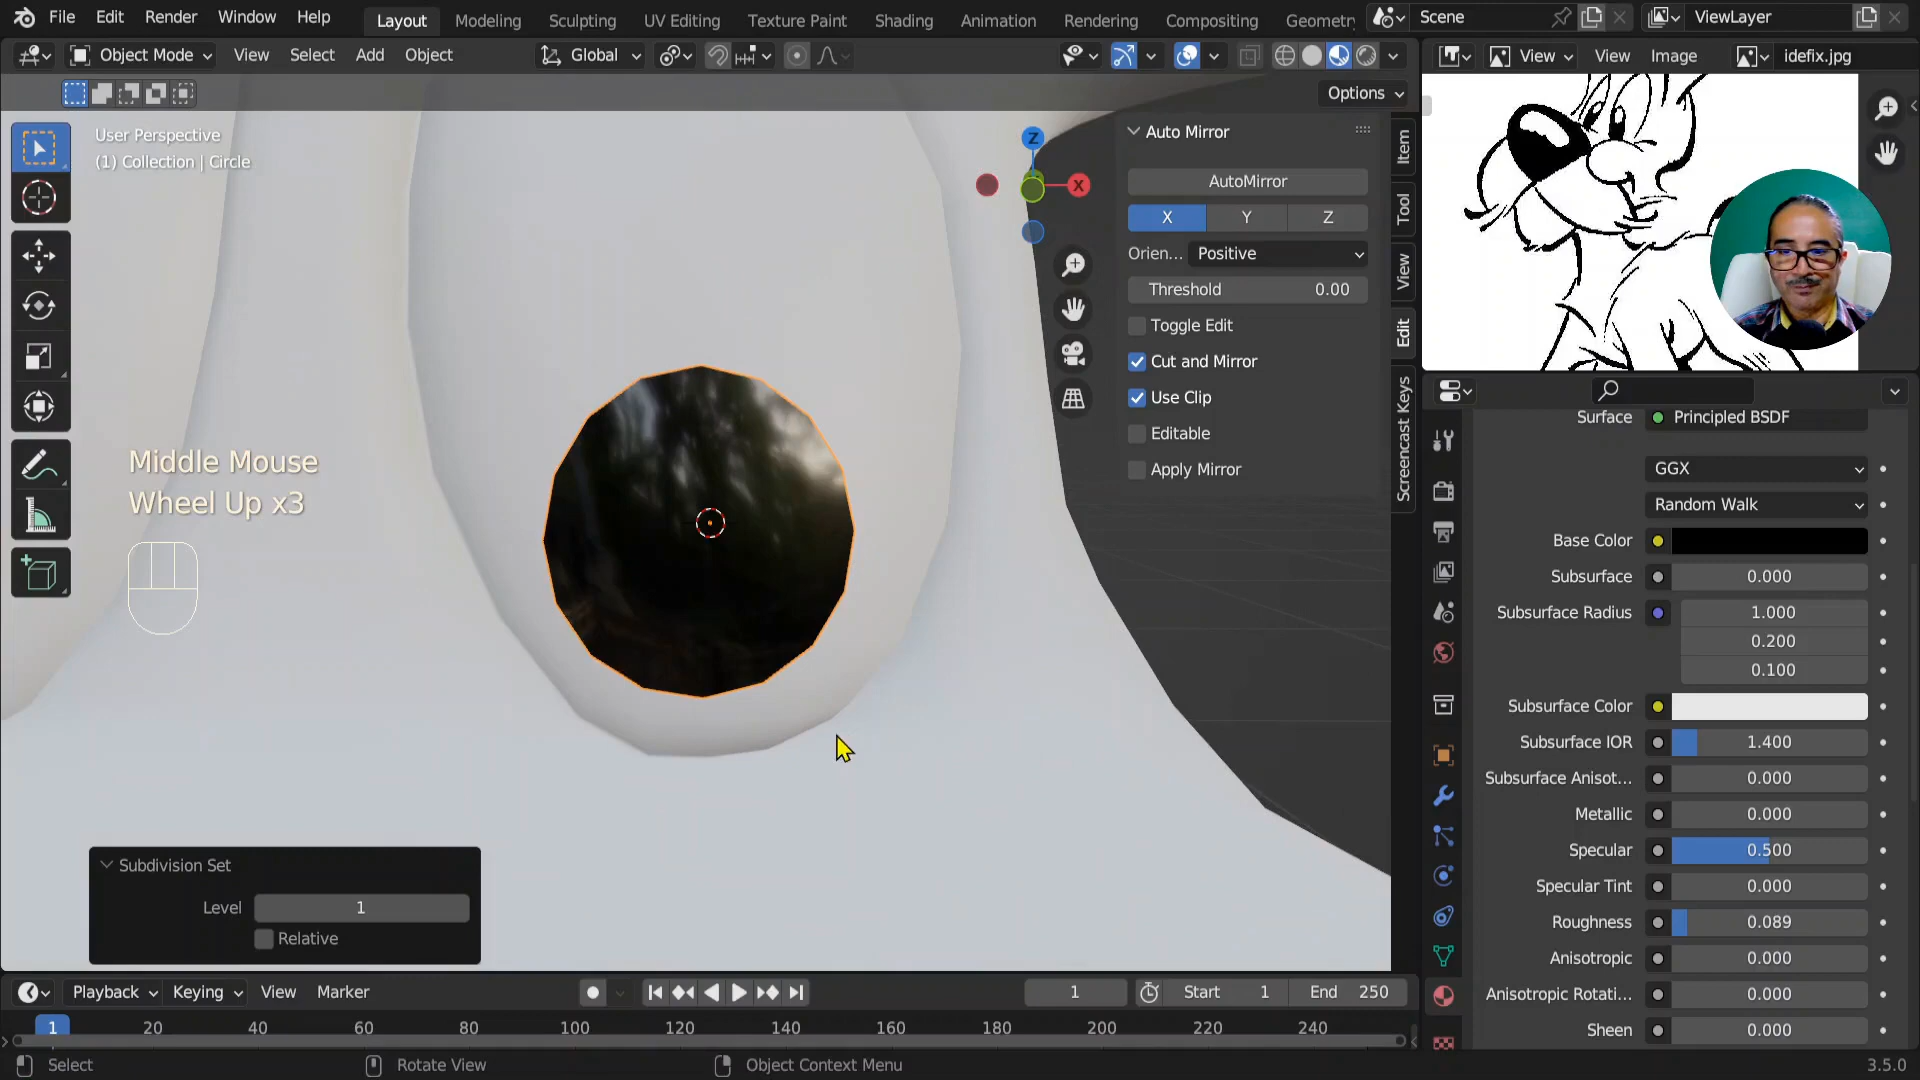 File Edit Render Window Help Layout Modeling Sculpting UV Editing Texture Paint Shading Animation Rendering Compositing Geometr Scene ViewLayer
Object Mode View Select Add Object Global View View Image idefix.jpg
Options
User Perspective
(1) Collection | Circle
Z
X
Auto Mirror
AutoMirror
X Y Z
Orien... Positive
Threshold 0.00
Toggle Edit
Cut and Mirror
Use Clip
Editable
Apply Mirror
Item
Tool
View
Edit
Screencast Keys
Middle Mouse
Wheel Up x3
Subdivision Set
Level 1
Relative
Surface Principled BSDF
GGX
Random Walk
Base Color
Subsurface 0.000
Subsurface Radius 1.000
0.200
0.100
Subsurface Color
Subsurface IOR 1.400
Subsurface Anisot... 0.000
Metallic 0.000
Specular 0.500
Specular Tint 0.000
Roughness 0.089
Anisotropic 0.000
Anisotropic Rotati... 0.000
Sheen 0.000
Playback Keying View Marker 1 Start 1 End 250
1 20 40 60 80 100 120 140 160 180 200 220 240
Select Rotate View Object Context Menu 3.5.0